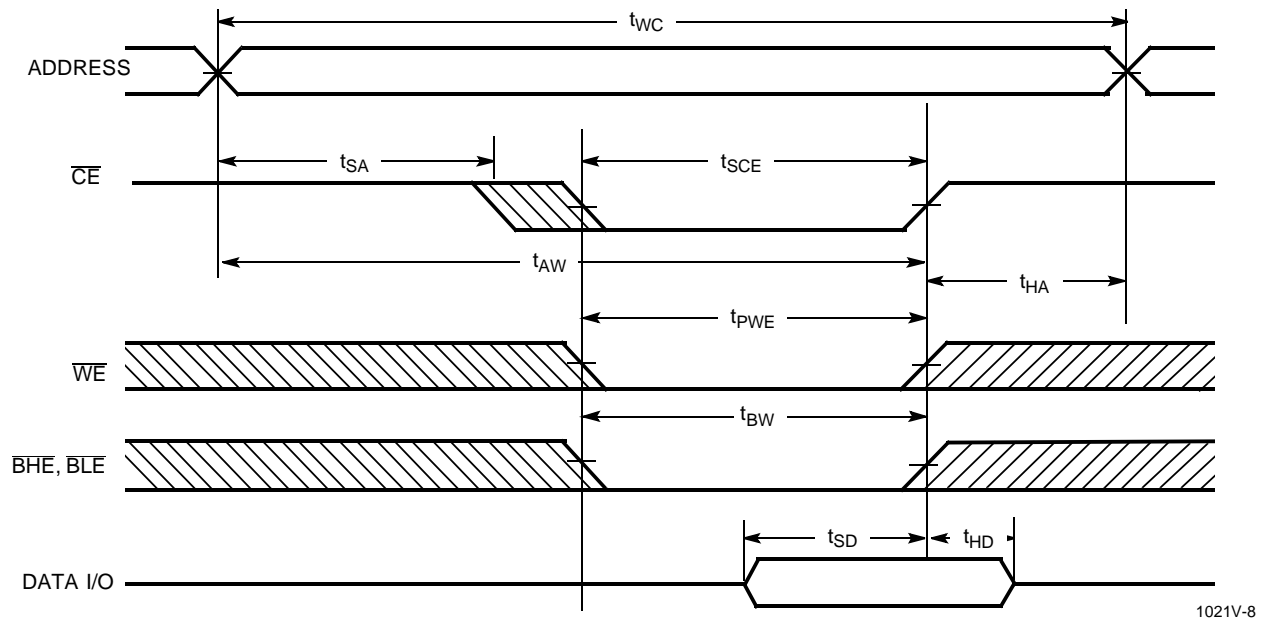 tWC
ADDRESS
tSA
tSCE
CE
tAW
tHA
tPWE
WE
tBW
BHE, BLE
tSD
tHD
DATA I/O
1021V-8